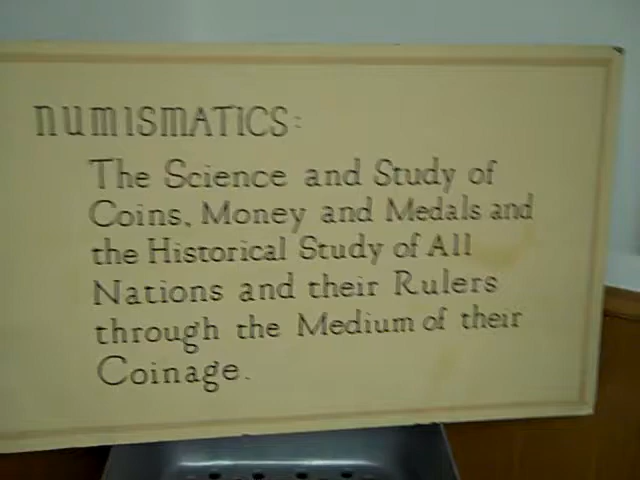 NUMISMATICS:
The Science and Study of
Coins, Money and Medals and
the Historical Study of All
Nations and their Rulers
through the Medium of their
Coinage.